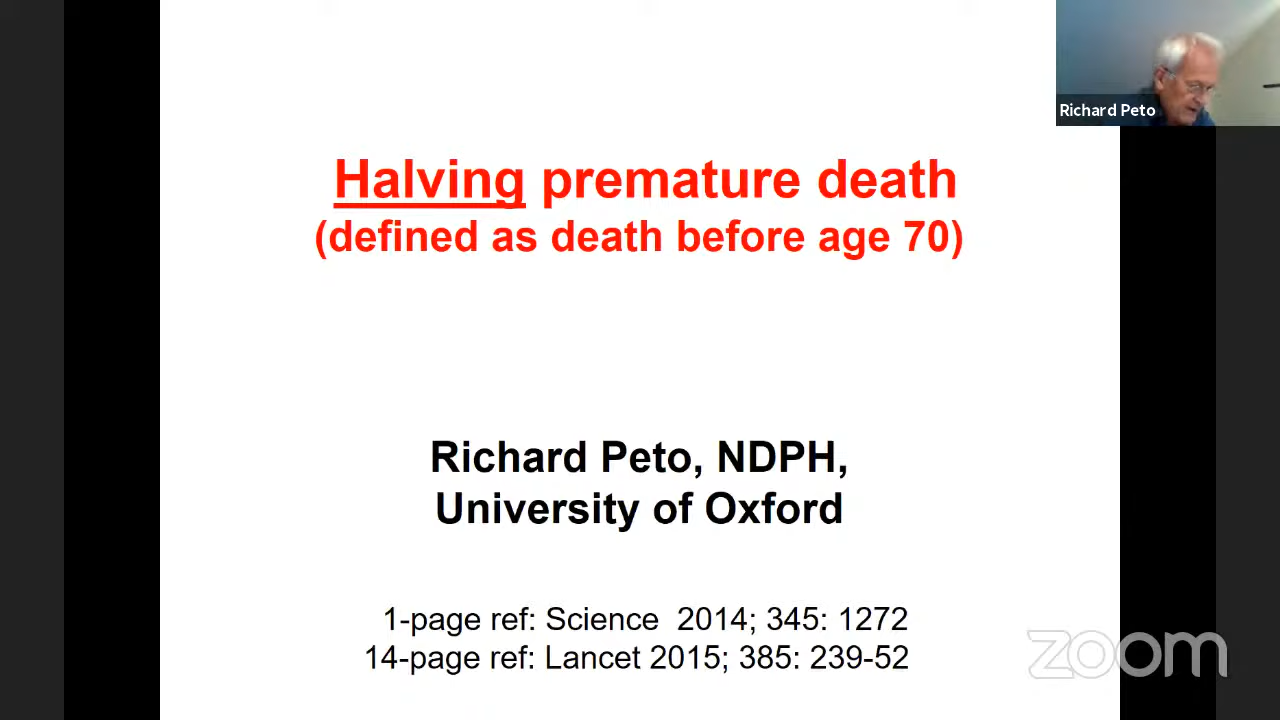 Richard Peto
Halving premature death
(defined as death before age 70)
Richard Peto, NDPH,
University of Oxford
1-page ref: Science 2014; 345: 1272
14-page ref: Lancet 2015; 385: 239-52
zoom